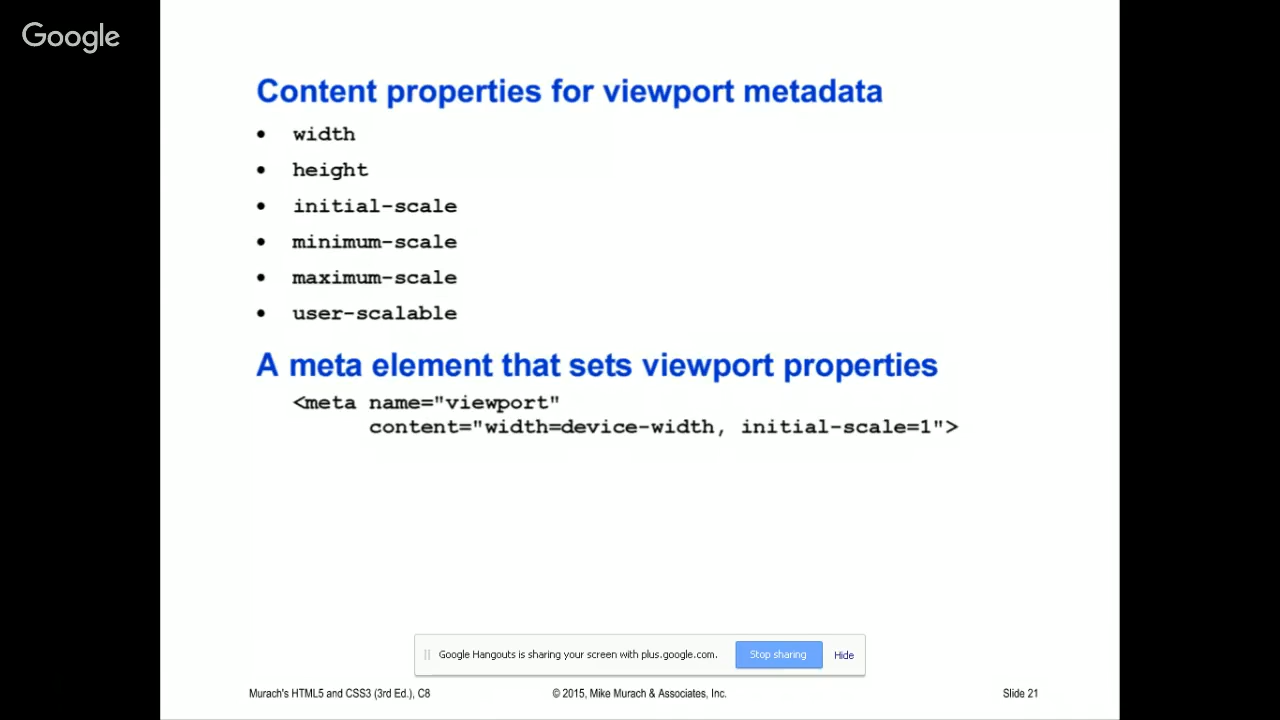 Google
Content properties for viewport metadata
• width
• height
• initial-scale
• minimum-scale
• maximum-scale
• user-scalable
A meta element that sets viewport properties
<meta name="viewport"
content="width=device-width, initial-scale=1">
Google Hangouts is sharing your screen with plus.google.com. Stop sharing Hide
Murach's HTML5 and CSS3 (3rd Ed.), C8 © 2015, Mike Murach & Associates, Inc. Slide 21